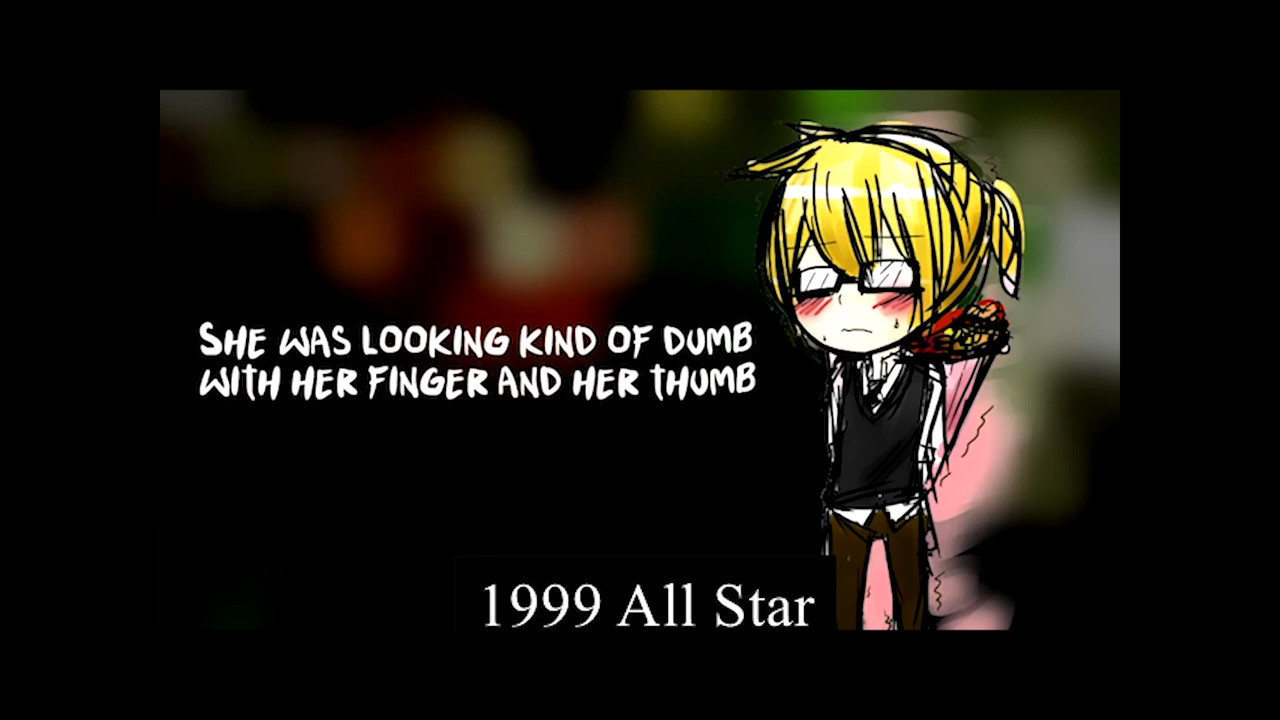 SHE WAS LOOKING KIND OF DUMB
WITH HER FINGER AND HER THUMB
1999 All Star